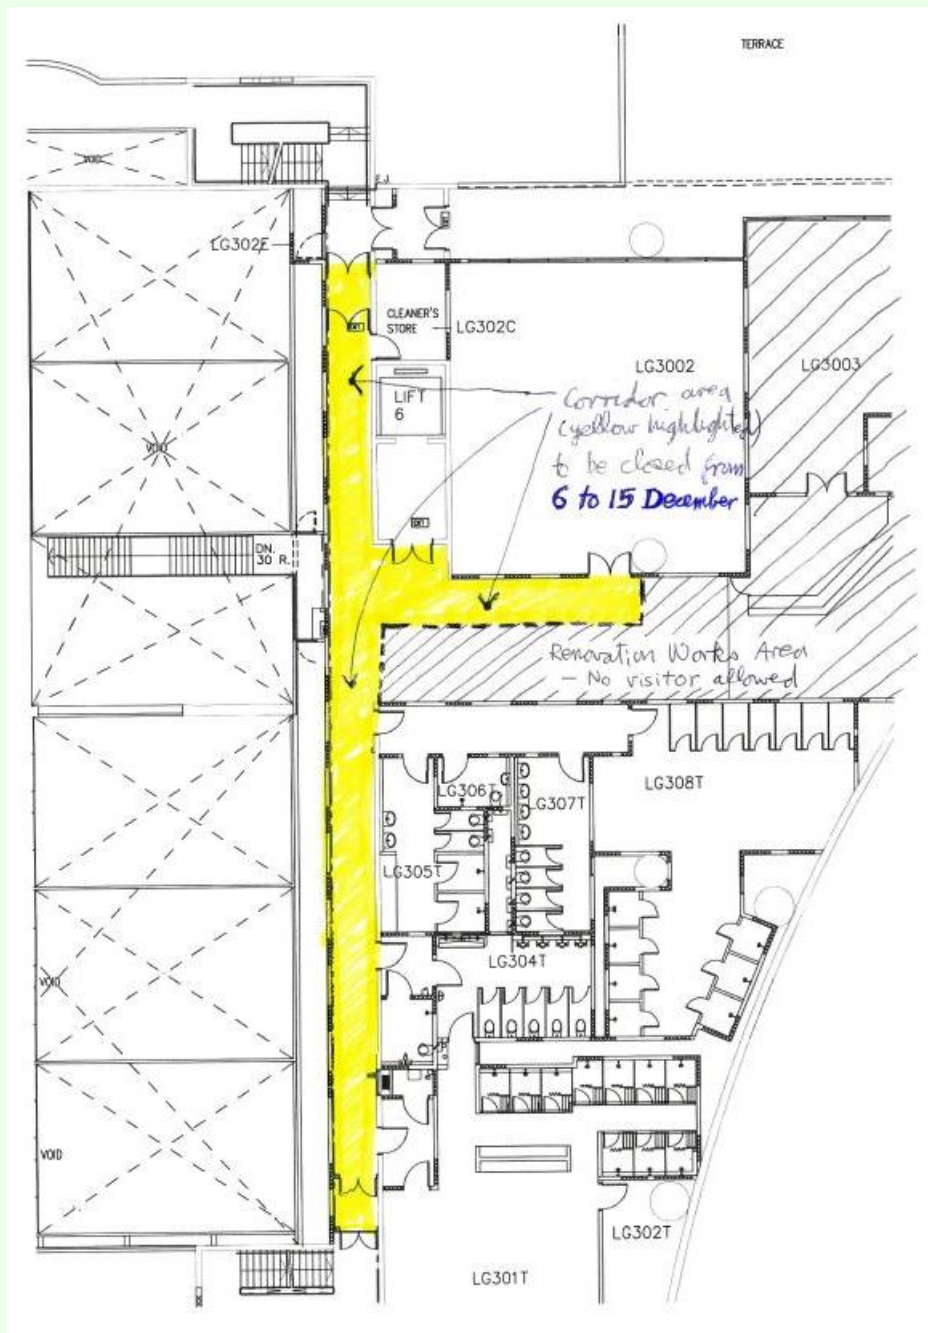 TERRACE
VOID
F.J.
LG302E
CLEANER'S
STORE
LG302C
EXIT
LG3002
LG3003
LIFT
6
Corridor area
(yellow highlighted)
to be closed from
6 to 15 December
VOID
EXIT
DN.
30 R.
Renovation Works Area
- No visitor allowed
LG306T
LG307T
LG308T
LG305T
LG304T
VOID
VOID
LG302T
LG301T